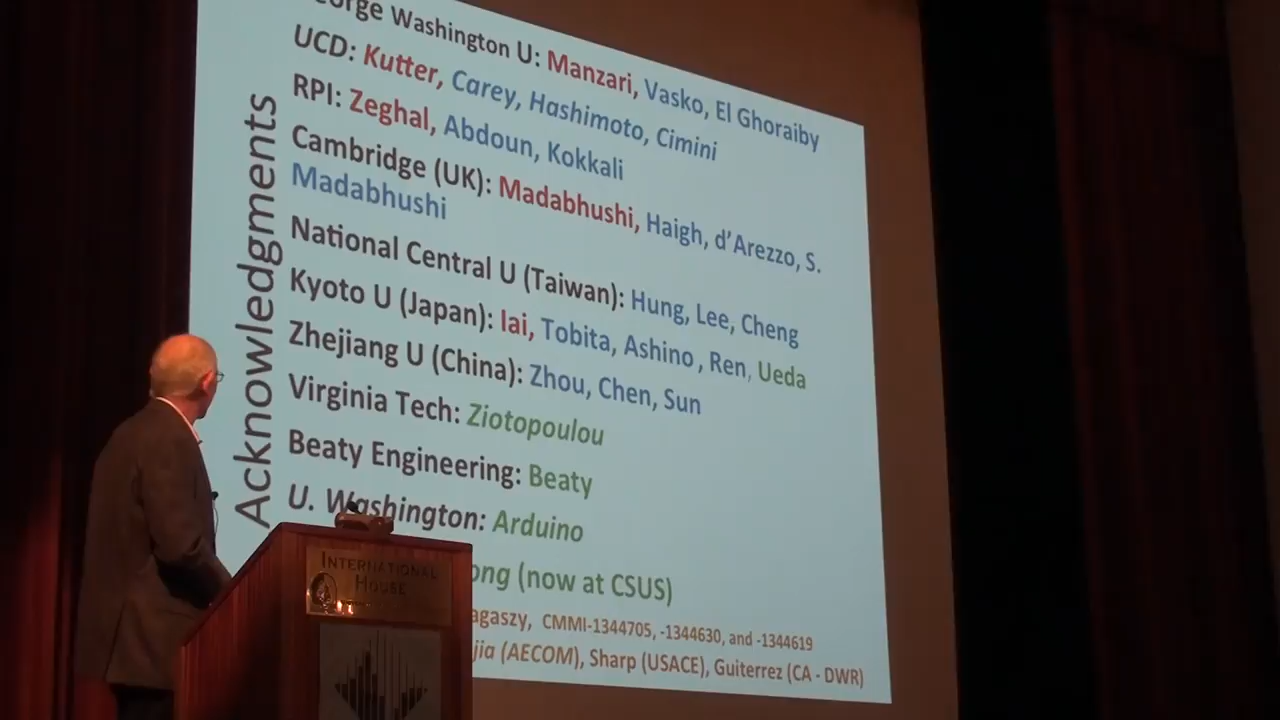 Acknowledgments
Washington U: Manzari, Vasko, El Ghoraiby
UCD: Kutter, Carey, Hashimoto, Cimini
RPI: Zeghal, Abdoun, Kokkali
Cambridge (UK): Madabhushi, Haigh, d'Arezzo, S.
Madabhushi
National Central U (Taiwan): Hung, Lee, Cheng
Kyoto U (Japan): Iai, Tobita, Ashino, Ren, Ueda
Zhejiang U (China): Zhou, Chen, Sun
Virginia Tech: Ziotopoulou
Beaty Engineering: Beaty
U. Washington: Arduino
(now at CSUS)
CMMI-1344705, -1344630, and -1344619
(AECOM), Sharp (USACE), Guiterrez (CA - DWR)
INTERNATIONAL
HOUSE